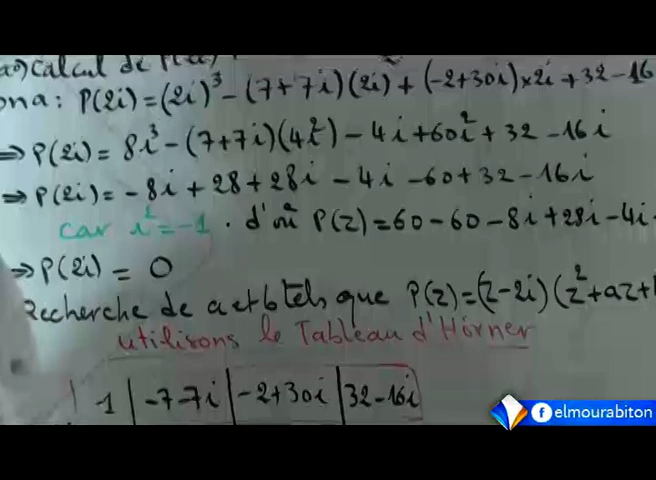 a°) Calcul de P(2i)
ona: P(2i) = (2i)³ - (7+7i)(2i) + (-2+30i)×2i + 32-16
⇒ P(2i) = 8i³ - (7+7i)(4i²) - 4i + 60i² + 32 - 16i
⇒ P(2i) = -8i + 28 + 28i - 4i - 60 + 32 - 16i
car i² = -1 . d'où P(z) = 60 - 60 - 8i + 28i - 4i -
⇒ P(2i) = 0
Recherche de a et b tels que P(z) = (z-2i)(z²+az+
utilisons le Tableau d'Hörner
1 | -7-7i | -2+30i | 32-16i
elmourabiton